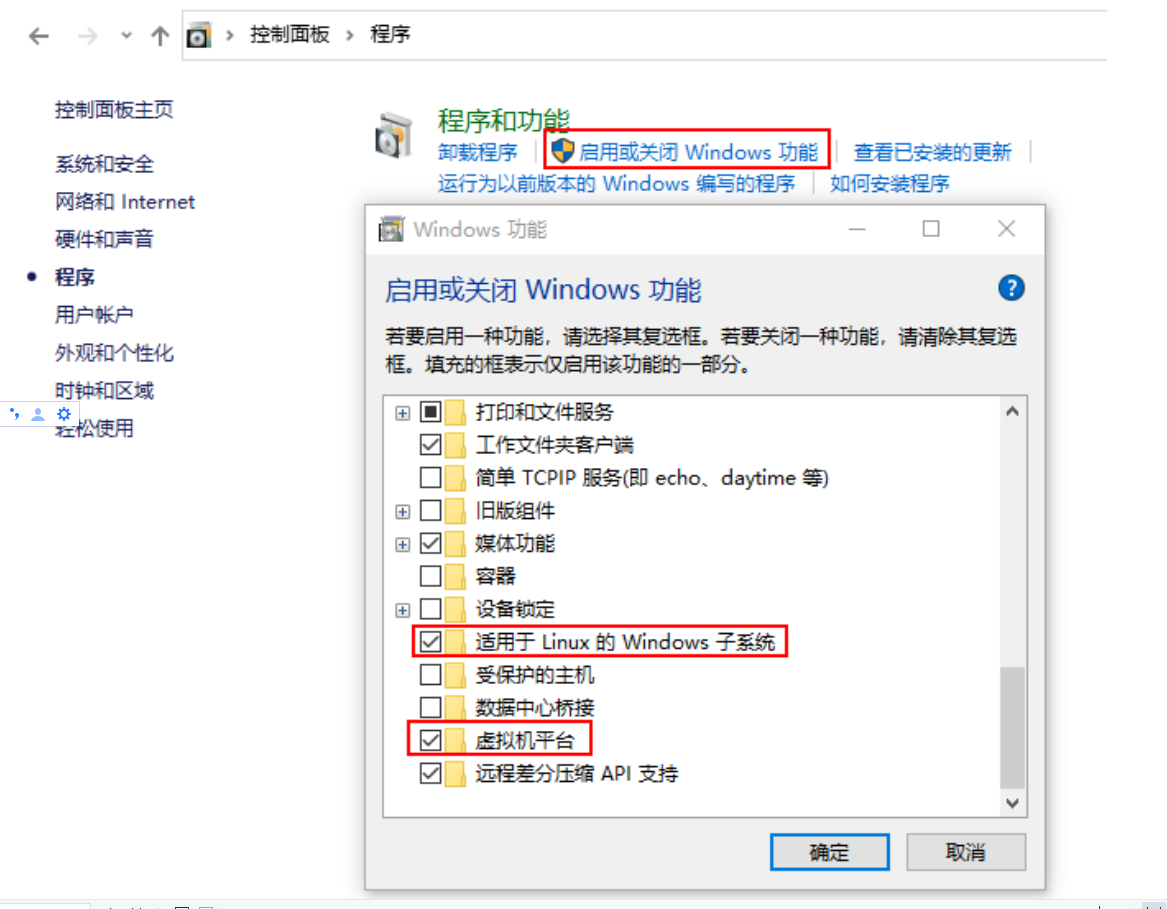 控制面板 › 程序
控制面板主页
系统和安全
网络和 Internet
硬件和声音
程序
用户帐户
外观和个性化
时钟和区域
轻松使用
程序和功能
卸载程序 启用或关闭 Windows 功能 查看已安装的更新
运行为以前版本的 Windows 编写的程序 如何安装程序
Windows 功能
启用或关闭 Windows 功能
若要启用一种功能，请选择其复选框。若要关闭一种功能，请清除其复选
框。填充的框表示仅启用该功能的一部分。
打印和文件服务
工作文件夹客户端
简单 TCPIP 服务(即 echo、daytime 等)
旧版组件
媒体功能
容器
设备锁定
适用于 Linux 的 Windows 子系统
受保护的主机
数据中心桥接
虚拟机平台
远程差分压缩 API 支持
确定 取消